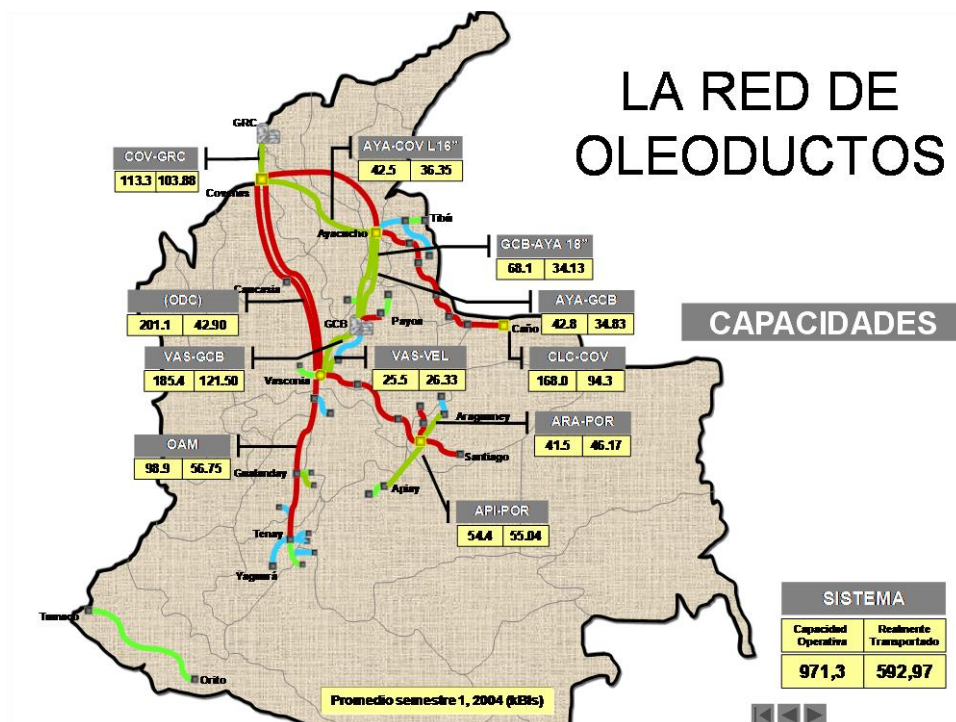 LA RED DE
OLEODUCTOS
GRC
COV-GRC
113.3 103.88
AYA-COV L16”
42.5 36.35
Coveñas
Tibú
Ayacucho
GCB-AYA 18”
68.1 34.13
Caucasia
(ODC)
201.1 42.90
GCB
Payoa
AYA-GCB
42.8 34.83
Caño
CAPACIDADES
VAS-GCB
185.4 121.50
Vasconia
VAS-VEL
25.5 26.33
CLC-COV
168.0 94.3
Araguaney
ARA-POR
41.5 46.17
OAM
98.9 56.75
Gualanday
Santiago
Apiay
API-POR
54.4 55.04
Tenay
Yaguará
Tumaco
Orito
SISTEMA
Capacidad Operativa
Realmente Transportado
971,3 592,97
Promedio semestre 1, 2004 (kBls)